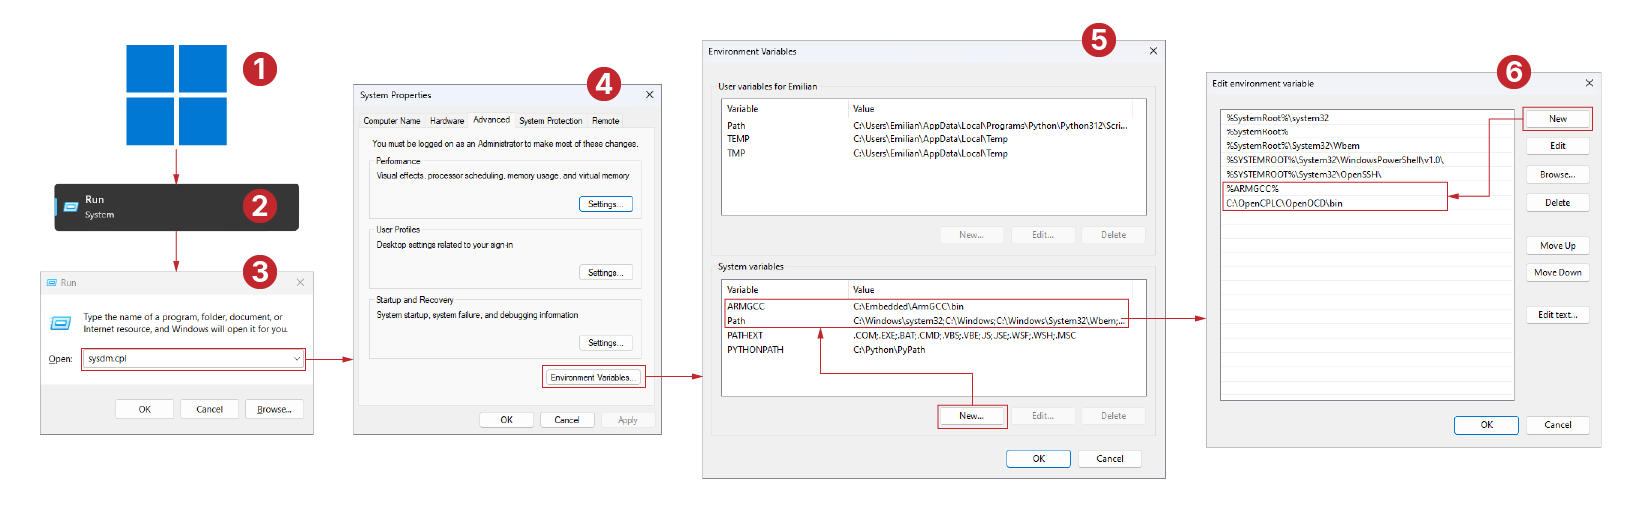 1
2
Run
System
3
Run
Type the name of a program, folder, document, or
Internet resource, and Windows will open it for you.
Open: sysdm.cpl
OK Cancel Browse...
4
System Properties
Computer Name Hardware Advanced System Protection Remote
You must be logged on as an Administrator to make most of these changes.
Performance
Visual effects, processor scheduling, memory usage, and virtual memory
Settings...
User Profiles
Desktop settings related to your sign-in
Settings...
Startup and Recovery
System startup, system failure, and debugging information
Settings...
Environment Variables...
OK Cancel Apply
5
Environment Variables
User variables for Emilian
Variable Value
Path C:\Users\Emilian\AppData\Local\Programs\Python\Python312\Scri...
TEMP C:\Users\Emilian\AppData\Local\Temp
TMP C:\Users\Emilian\AppData\Local\Temp
New... Edit... Delete
System variables
Variable Value
ARMGCC C:\Embedded\ArmGCC\bin
Path C:\Windows\system32;C:\Windows;C:\Windows\System32\Wbem;...
PATHEXT .COM;.EXE;.BAT;.CMD;.VBS;.VBE;JS;JSE;.WSF;.WSH;.MSC
PYTHONPATH C:\Python\PyPath
New... Edit... Delete
OK Cancel
6
Edit environment variable
%SystemRoot%\system32
%SystemRoot%
%SystemRoot%\System32\Wbem
%SYSTEMROOT%\System32\WindowsPowerShell\v1.0\
%SYSTEMROOT%\System32\OpenSSH\
%ARMGCC%
C:\OpenCPLC\OpenOCD\bin
New
Edit
Browse...
Delete
Move Up
Move Down
Edit text...
OK Cancel